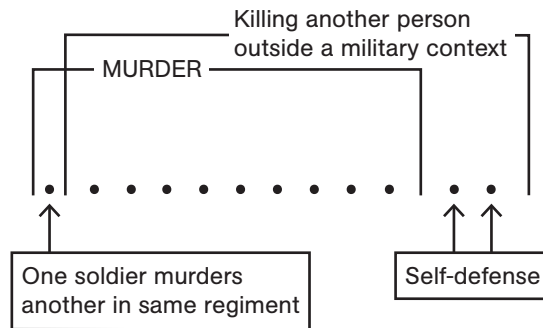 Killing another person
outside a military context
MURDER
One soldier murders
another in same regiment
Self-defense